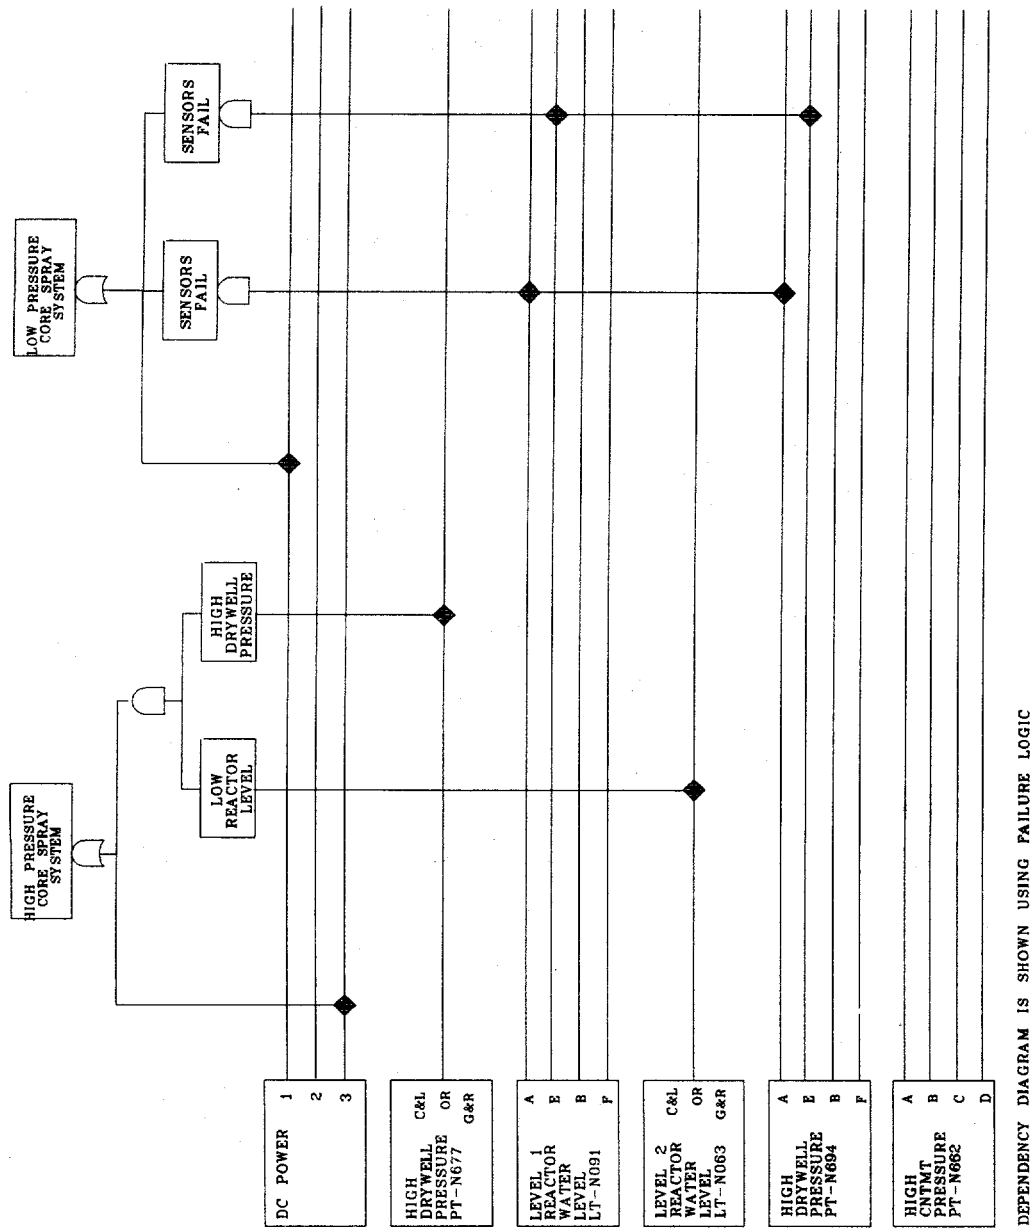 HIGH PRESSURE
CORE SPRAY
SYSTEM
LOW PRESSURE
CORE SPRAY
SYSTEM
LOW
REACTOR
LEVEL
HIGH
DRYWELL
PRESSURE
SENSORS
FAIL
SENSORS
FAIL
DC POWER
1
2
3
HIGH
DRYWELL
PRESSURE
PT-N677
C&L
OR
G&R
LEVEL 1
REACTOR
WATER
LEVEL
LT-N091
A
E
B
F
LEVEL 2
REACTOR
WATER
LEVEL
LT-N063
C&L
OR
G&R
HIGH
DRYWELL
PRESSURE
PT-N694
A
E
B
F
HIGH
CNTMT
PRESSURE
PT-N662
A
B
C
D
DEPENDENCY DIAGRAM IS SHOWN USING FAILURE LOGIC